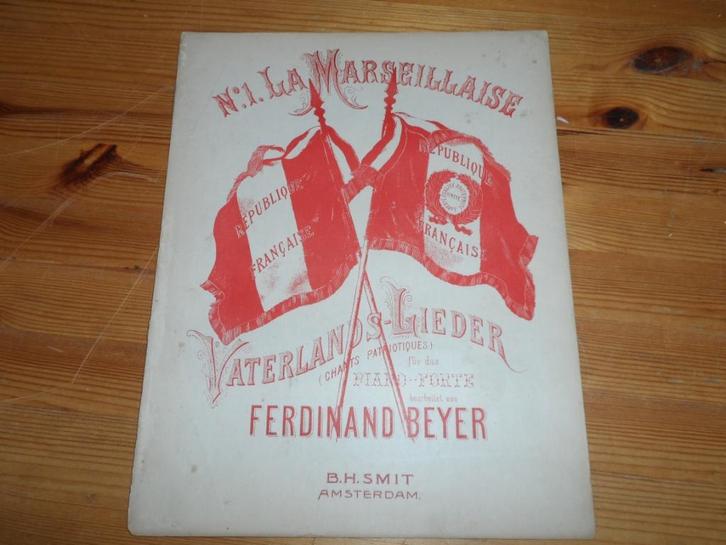 No. 1. LA MARSEILLAISE
RÉPUBLIQUE
FRANÇAISE
RÉPUBLIQUE
FRANÇAISE
VATERLANDS-LIEDER
(CHANTS PATRIOTIQUES)
für das
PIANO-FORTE
bearbeitet von
FERDINAND BEYER
B.H. SMIT
AMSTERDAM.